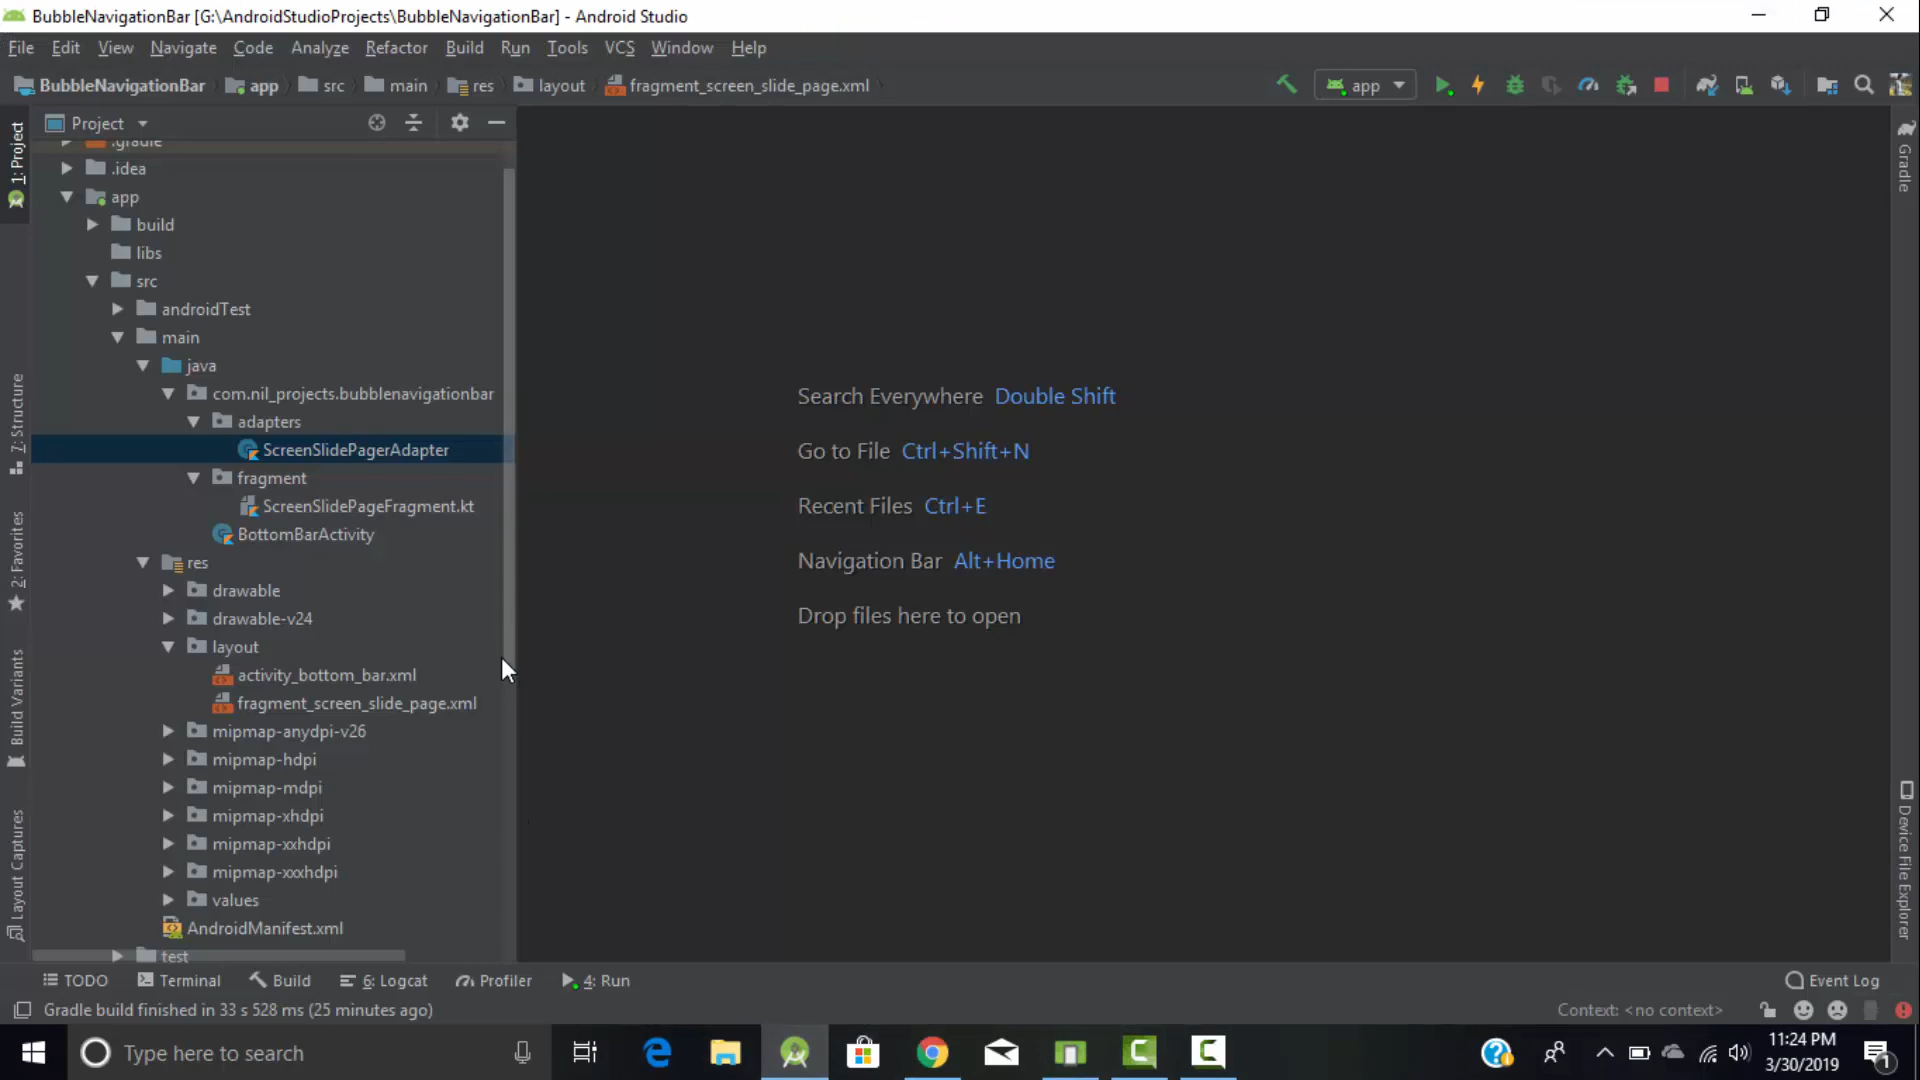 BubbleNavigationBar [G:\AndroidStudioProjects\BubbleNavigationBar] - Android Studio
File Edit View Navigate Code Analyze Refactor Build Run Tools VCS Window Help
BubbleNavigationBar app src main res layout fragment_screen_slide_page.xml app
Project
.gradle
.idea
app
build
libs
src
androidTest
main
java
com.nil_projects.bubblenavigationbar
adapters
ScreenSlidePagerAdapter
fragment
ScreenSlidePageFragment.kt
BottomBarActivity
res
drawable
drawable-v24
layout
activity_bottom_bar.xml
fragment_screen_slide_page.xml
mipmap-anydpi-v26
mipmap-hdpi
mipmap-mdpi
mipmap-xhdpi
mipmap-xxhdpi
mipmap-xxxhdpi
values
AndroidManifest.xml
test
1: Project
7: Structure
2: Favorites
Build Variants
Layout Captures
Search Everywhere Double Shift
Go to File Ctrl+Shift+N
Recent Files Ctrl+E
Navigation Bar Alt+Home
Drop files here to open
Gradle
Device File Explorer
TODO Terminal Build 6: Logcat Profiler 4: Run Event Log
Gradle build finished in 33 s 528 ms (25 minutes ago) Context: <no context>
Type here to search
11:24 PM
3/30/2019
1